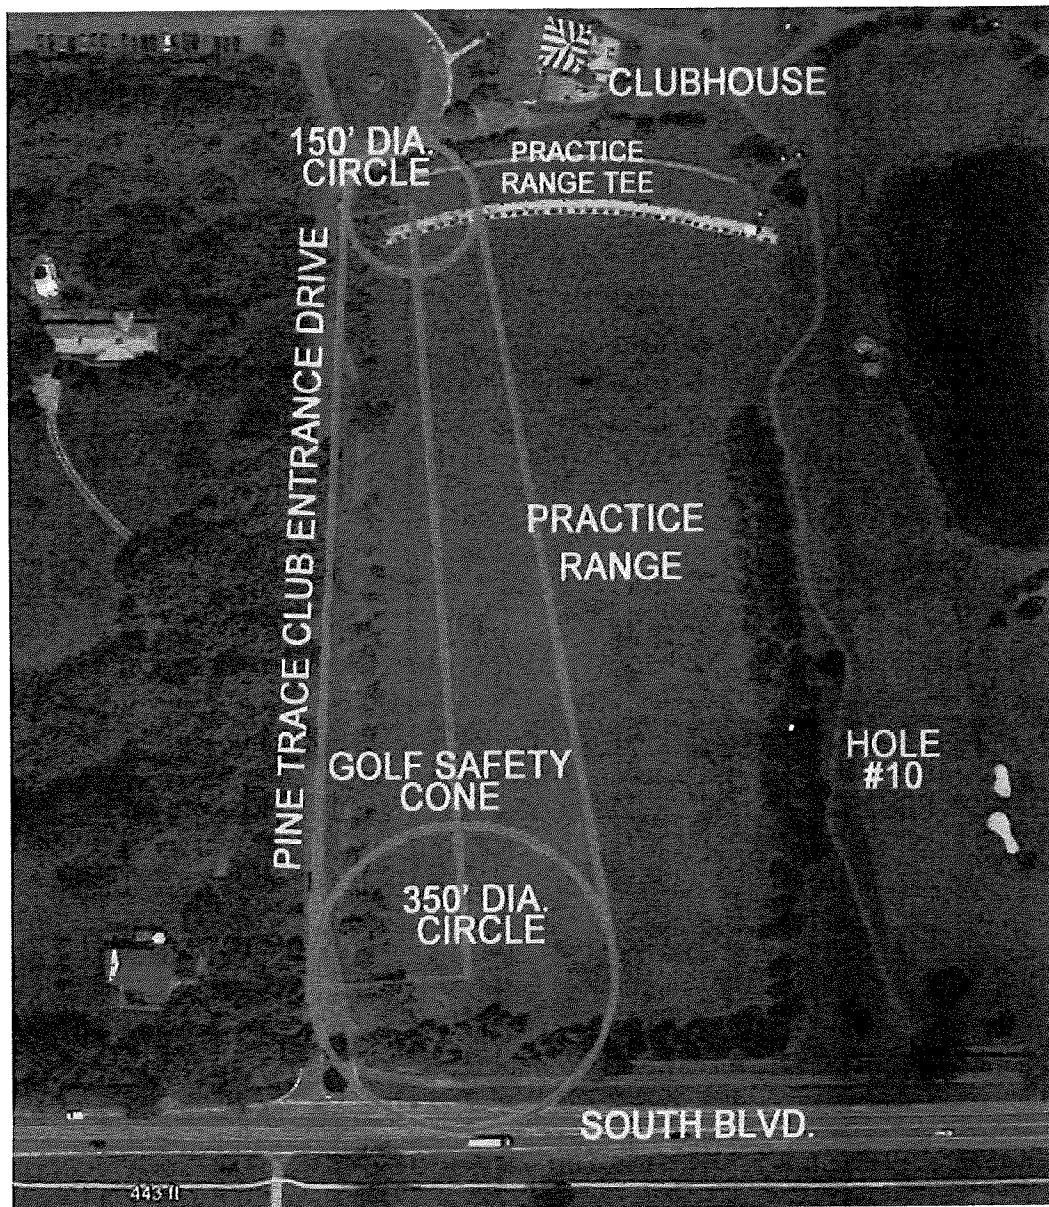 CLUBHOUSE
150' DIA.
CIRCLE
PRACTICE
RANGE TEE
PINE TRACE CLUB ENTRANCE DRIVE
PRACTICE
RANGE
GOLF SAFETY
CONE
HOLE
#10
350' DIA.
CIRCLE
SOUTH BLVD.
443 ft